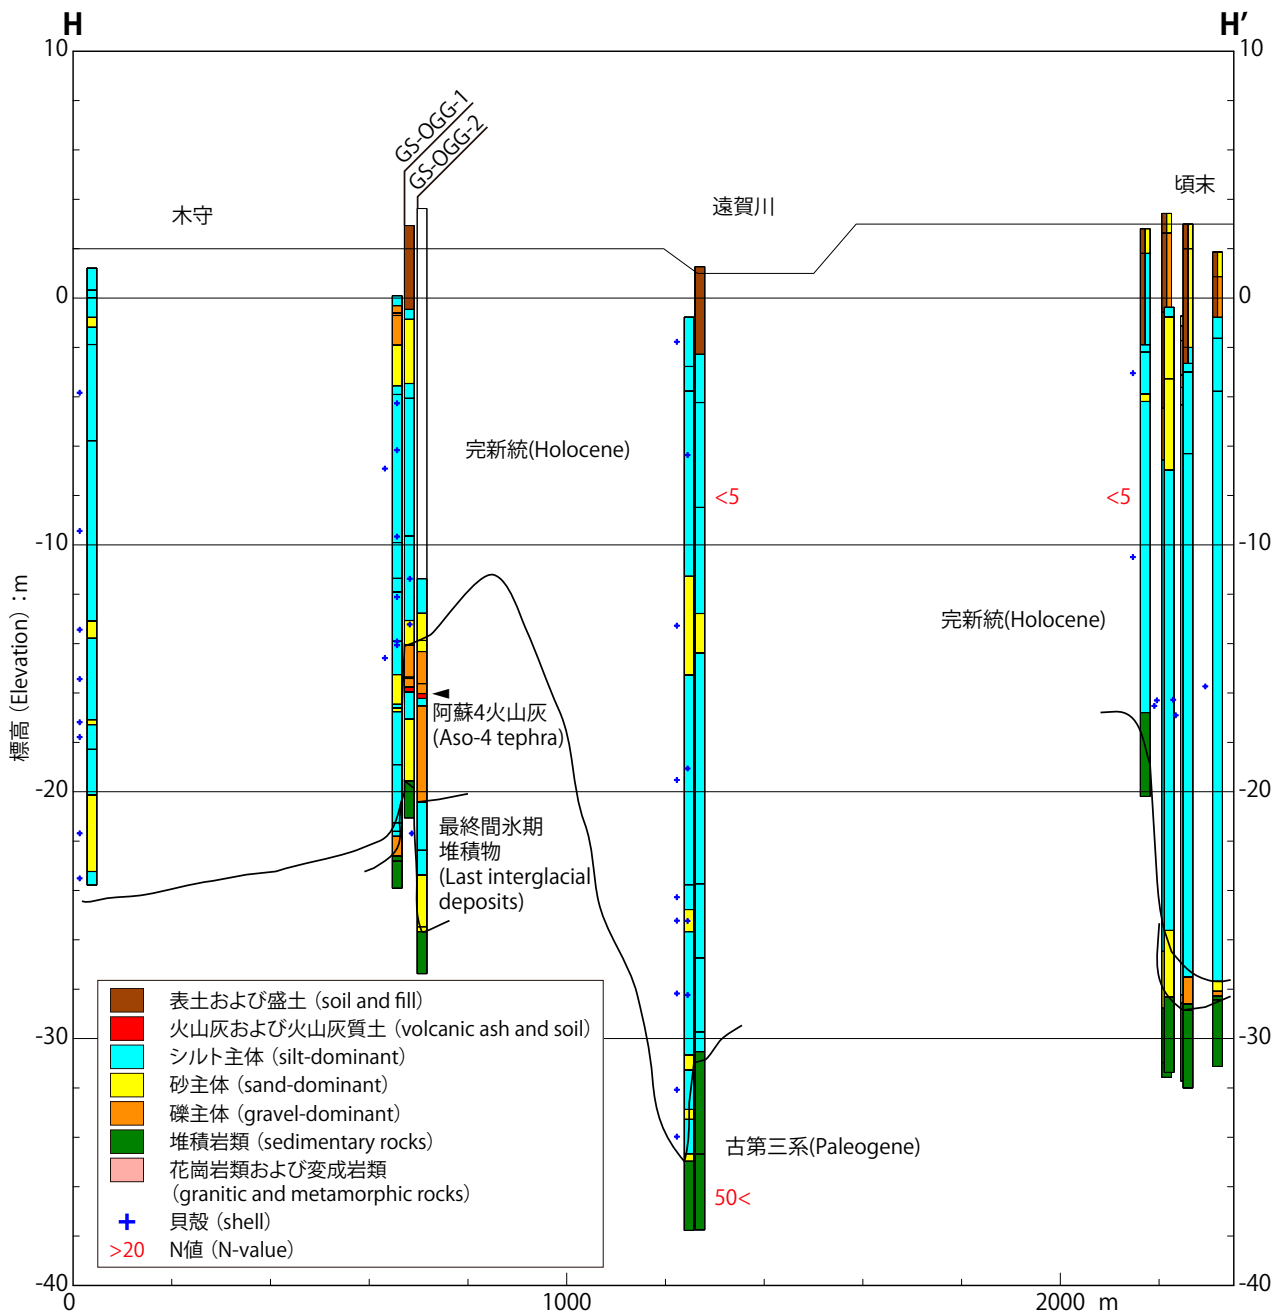 H
H′
10
10
GS-OGG-1
GS-OGG-2
木守
遠賀川
頃末
0
0
完新統(Holocene)
<5
<5
-10
-10
標高（Elevation）：m
完新統(Holocene)
阿蘇4火山灰
(Aso-4 tephra)
-20
-20
最終間氷期
堆積物
(Last interglacial
deposits)
表土および盛土（soil and fill）
火山灰および火山灰質土（volcanic ash and soil）
シルト主体（silt-dominant）
砂主体（sand-dominant）
礫主体（gravel-dominant）
堆積岩類（sedimentary rocks）
花崗岩類および変成岩類
（granitic and metamorphic rocks）
貝殻（shell）
>20 N値（N-value）
-30
-30
古第三系(Paleogene)
50<
-40
-40
0
1000
2000 m